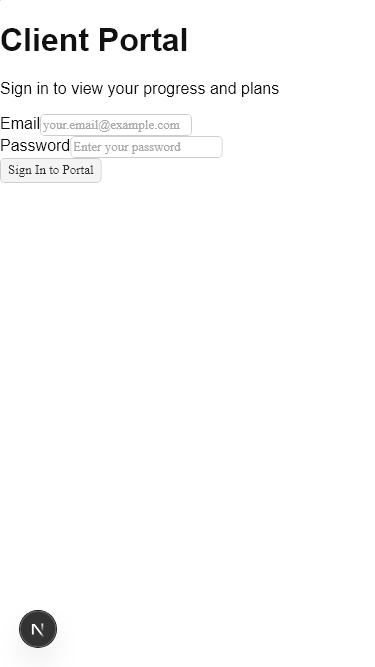 Client Portal
Sign in to view your progress and plans
Email your.email@example.com
Password Enter your password
Sign In to Portal
N